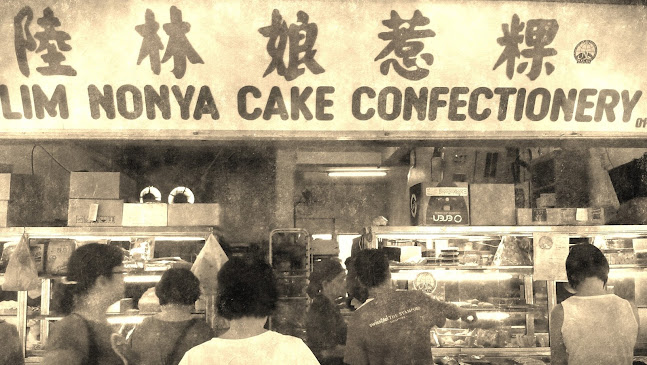 陸林娘惹粿
LIM NONYA CAKE CONFECTIONERY